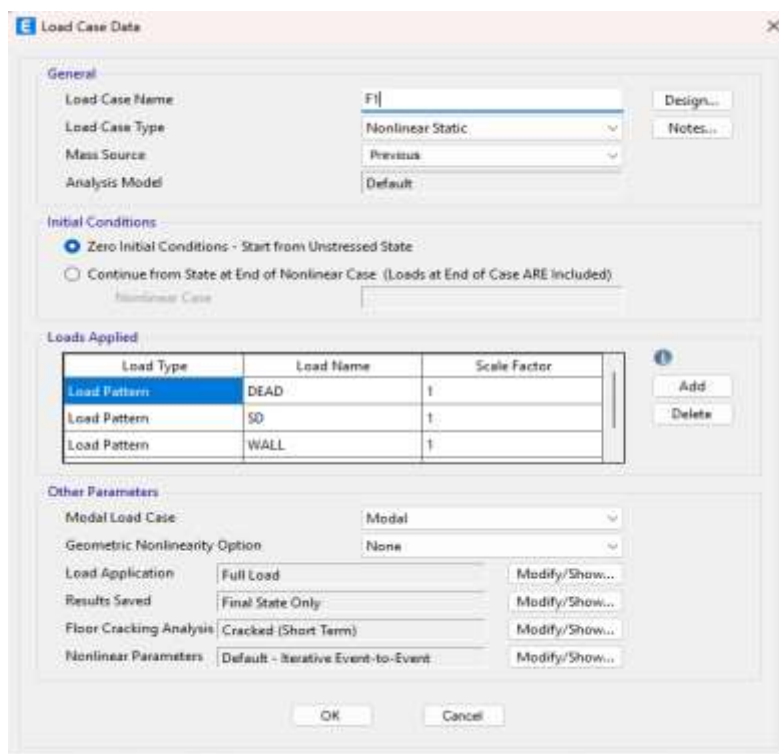 E Load Case Data
General
Load Case Name F1 Design...
Load Case Type Nonlinear Static Notes...
Mass Source Previous
Analysis Model Default
Initial Conditions
Zero Initial Conditions - Start from Unstressed State
Continue from State at End of Nonlinear Case (Loads at End of Case ARE Included)
Nonlinear Case
Loads Applied
Load Type Load Name Scale Factor
Load Pattern DEAD 1 Add
Load Pattern SD 1 Delete
Load Pattern WALL 1
Other Parameters
Modal Load Case Modal
Geometric Nonlinearity Option None
Load Application Full Load Modify/Show...
Results Saved Final State Only Modify/Show...
Floor Cracking Analysis Cracked (Short Term) Modify/Show...
Nonlinear Parameters Default - Iterative Event-to-Event Modify/Show...
OK Cancel